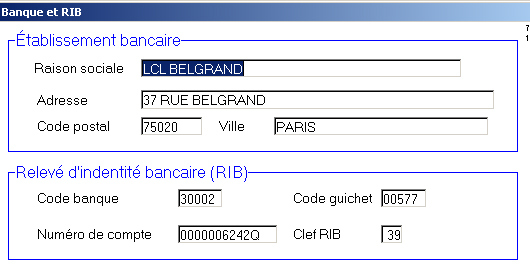 Banque et RIB
Établissement bancaire
Raison sociale LCL BELGRAND
Adresse 37 RUE BELGRAND
Code postal 75020 Ville PARIS
Relevé d'indentité bancaire (RIB)
Code banque 30002 Code guichet 00577
Numéro de compte 0000006242Q Clef RIB 39